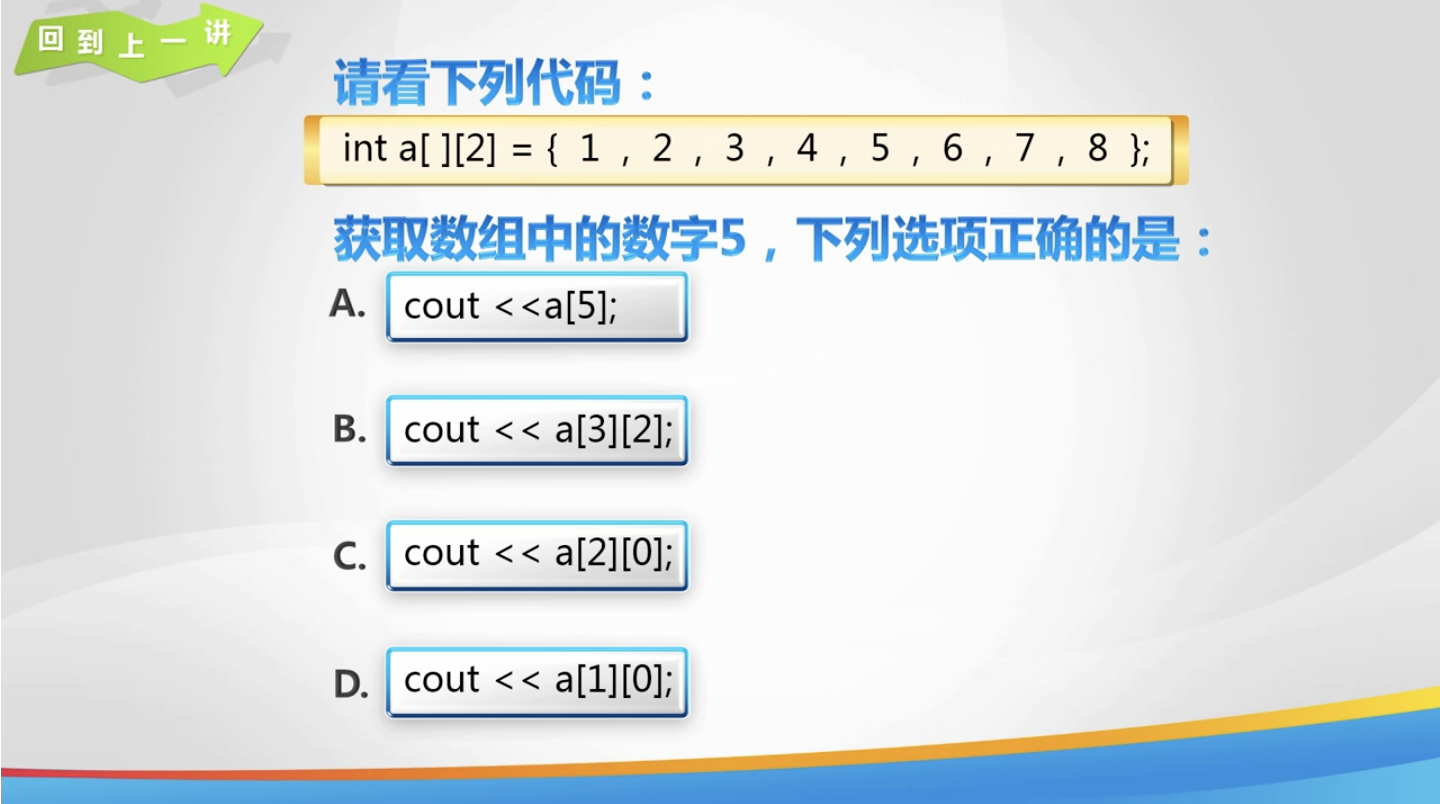 回到上一讲
请看下列代码：
int a[ ][2] = { 1 , 2 , 3 , 4 , 5 , 6 , 7 , 8 };
获取数组中的数字5，下列选项正确的是：
A. cout <<a[5];
B. cout << a[3][2];
C. cout << a[2][0];
D. cout << a[1][0];